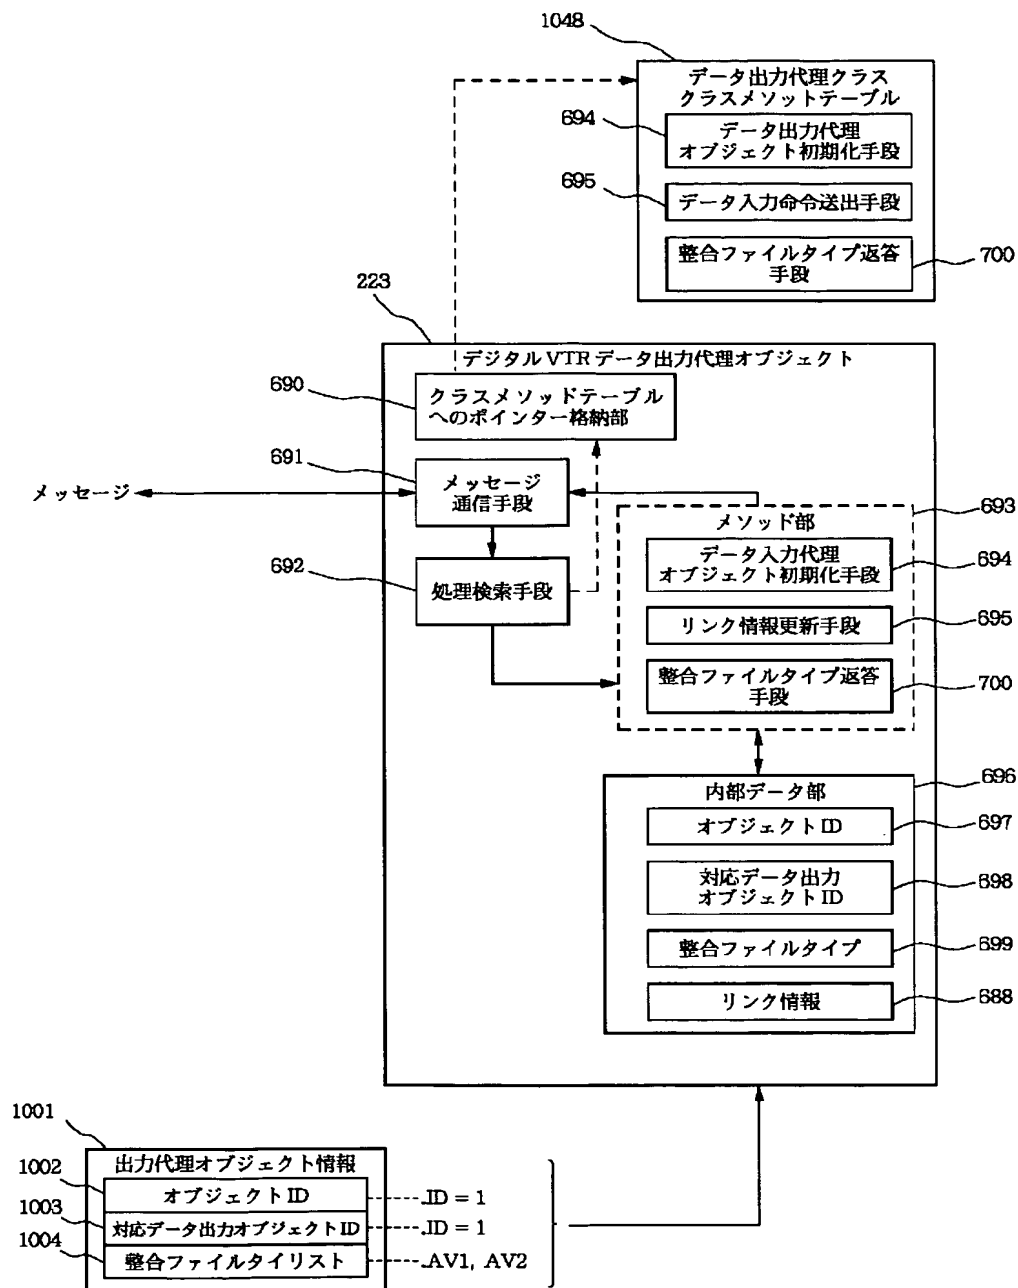 1048
データ出力代理クラス
クラスメソットテーブル
694
データ出力代理
オブジェクト初期化手段
695
データ入力命令送出手段
整合ファイルタイプ返答
手段
700
223
デジタルVTRデータ出力代理オブジェクト
690
クラスメソッドテーブル
へのポインター格納部
691
メッセージ
通信手段
メッセージ
692
処理検索手段
693
メソッド部
データ入力代理
オブジェクト初期化手段
694
リンク情報更新手段
695
整合ファイルタイプ返答
手段
700
696
内部データ部
オブジェクトID
697
対応データ出力
オブジェクトID
698
整合ファイルタイプ
699
リンク情報
688
1001
出力代理オブジェクト情報
1002
オブジェクトID
ID = 1
1003
対応データ出力オブジェクトID
ID = 1
1004
整合ファイルタイリスト
AV1, AV2